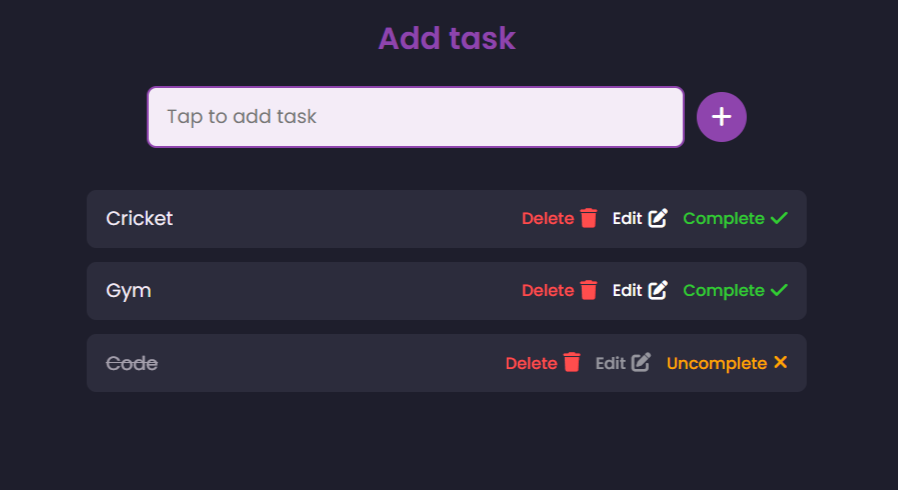 Add task
Tap to add task
Cricket Delete Edit Complete
Gym Delete Edit Complete
Code Delete Edit Uncomplete